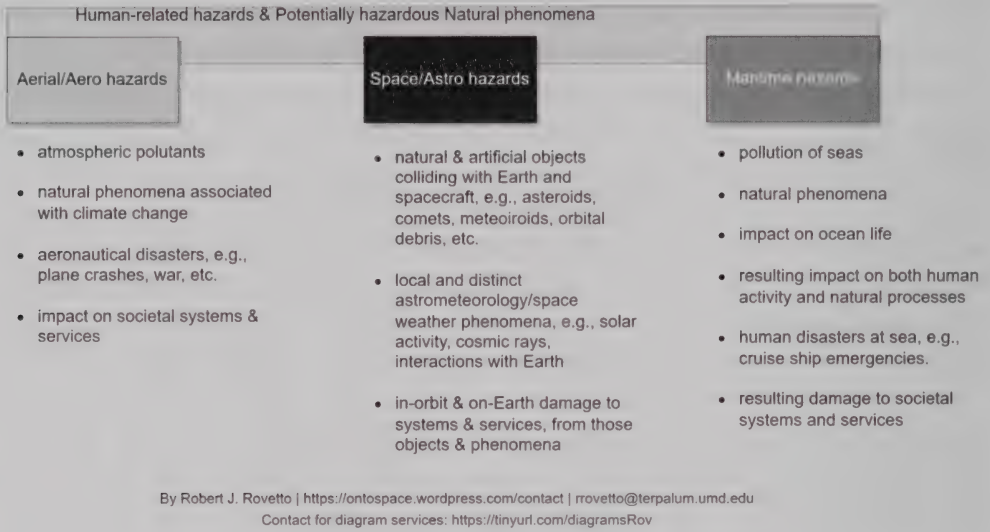 Human-related hazards & Potentially hazardous Natural phenomena
Aerial/Aero hazards
• atmospheric polutants
• natural phenomena associated
with climate change
• aeronautical disasters, e.g.,
plane crashes, war, etc.
• impact on societal systems &
services
Space/Astro hazards
• natural & artificial objects
colliding with Earth and
spacecraft, e.g., asteroids,
comets, meteoiroids, orbital
debris, etc.
• local and distinct
astrometeorology/space
weather phenomena, e.g., solar
activity, cosmic rays,
interactions with Earth
• in-orbit & on-Earth damage to
systems & services, from those
objects & phenomena
Maritime hazards
• pollution of seas
• natural phenomena
• impact on ocean life
• resulting impact on both human
activity and natural processes
• human disasters at sea, e.g.,
cruise ship emergencies.
• resulting damage to societal
systems and services
By Robert J. Rovetto | https://ontospace.wordpress.com/contact | rrovetto@terpalum.umd.edu
Contact for diagram services: https://tinyurl.com/diagramsRov